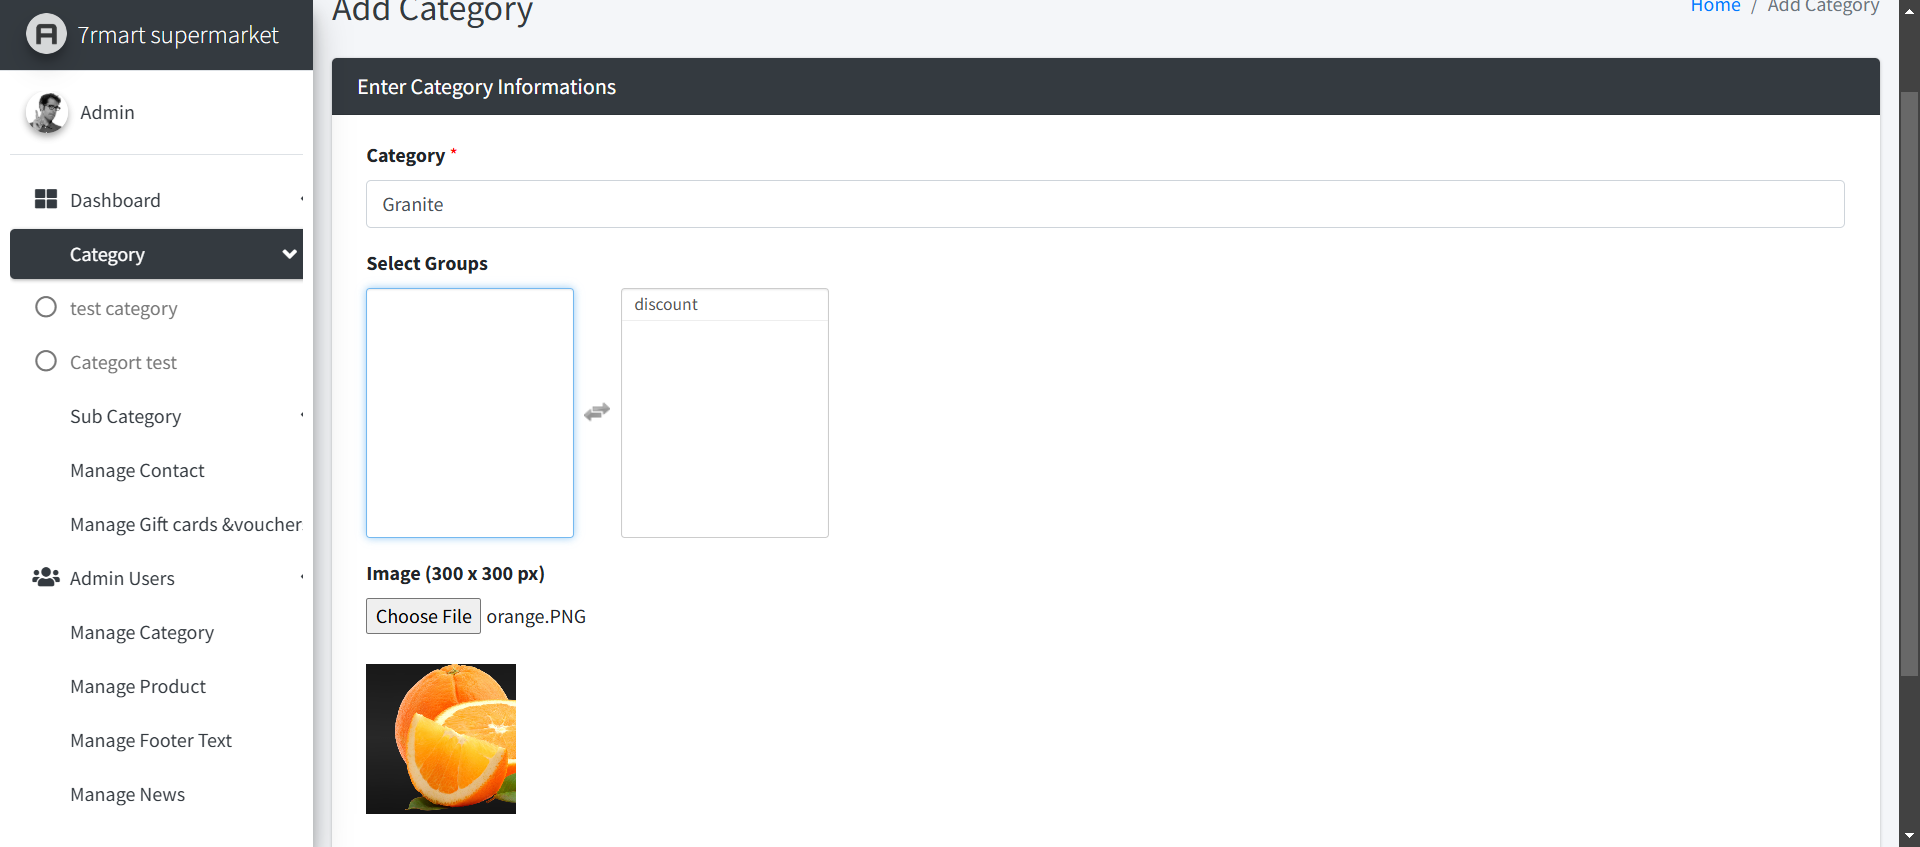 7rmart supermarket
Admin
Dashboard
Category
test category
Categort test
Sub Category
Manage Contact
Manage Gift cards &voucher
Admin Users
Manage Category
Manage Product
Manage Footer Text
Manage News
Add Category
Home / Add Category
Enter Category Informations
Category *
Granite
Select Groups
discount
Image (300 x 300 px)
Choose File orange.PNG